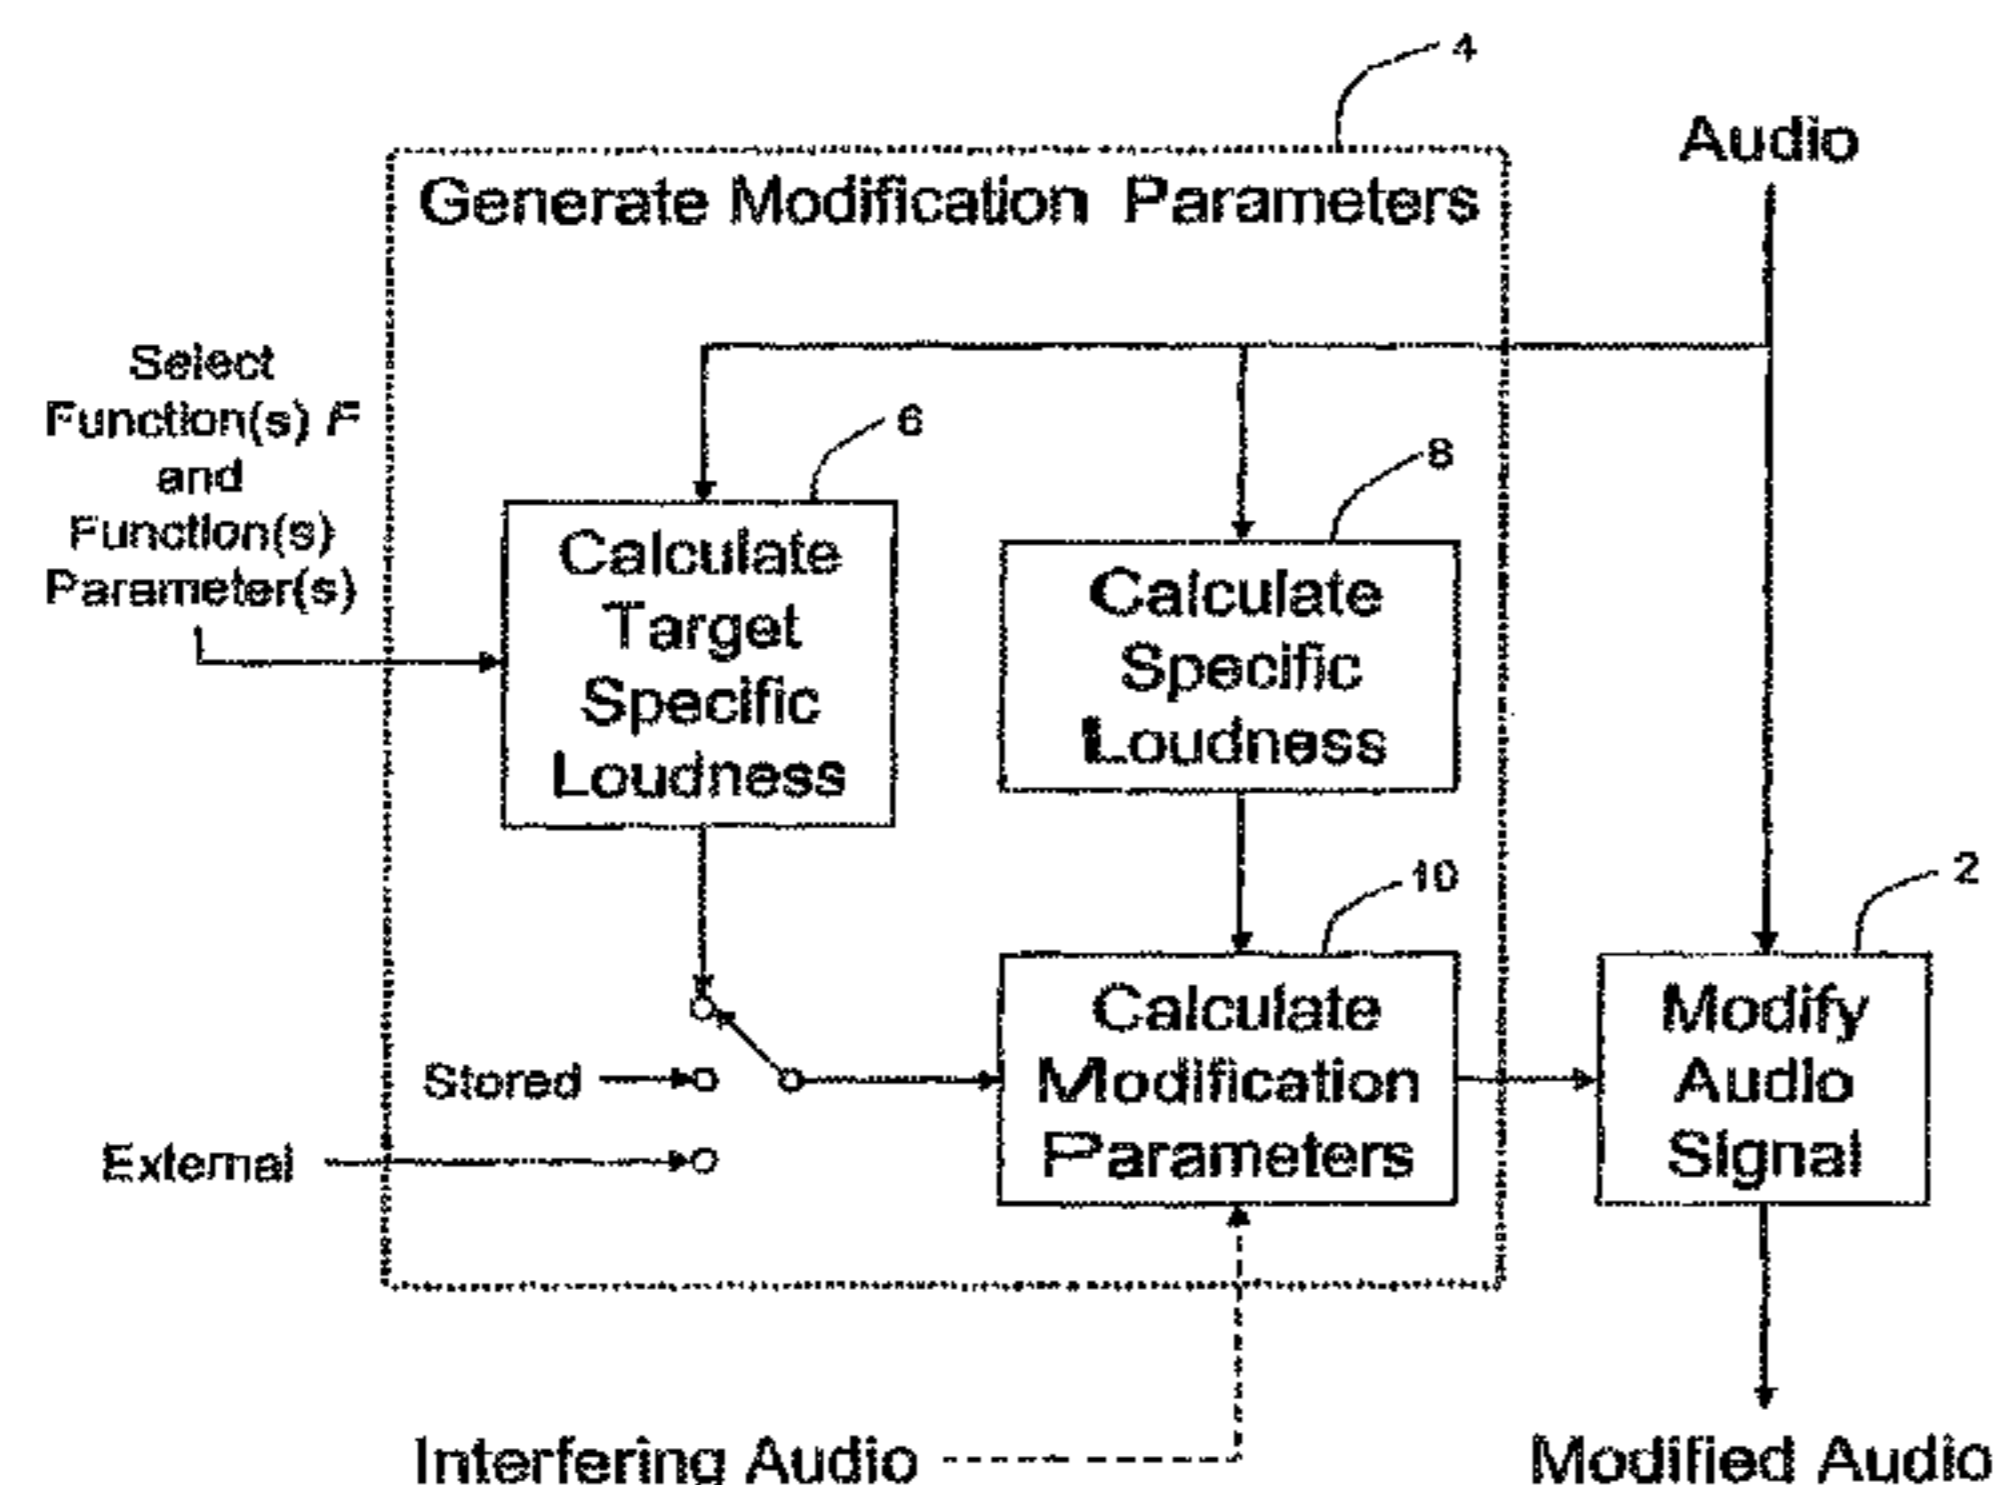 4
Audio
Generate Modification Parameters
Select
Function(s) F
and
Function(s)
Parameter(s)
6
8
Calculate
Target
Specific
Loudness
Calculate
Specific
Loudness
10
2
Calculate
Modification
Parameters
Modify
Audio
Signal
Stored
External
Interfering Audio
Modified Audio